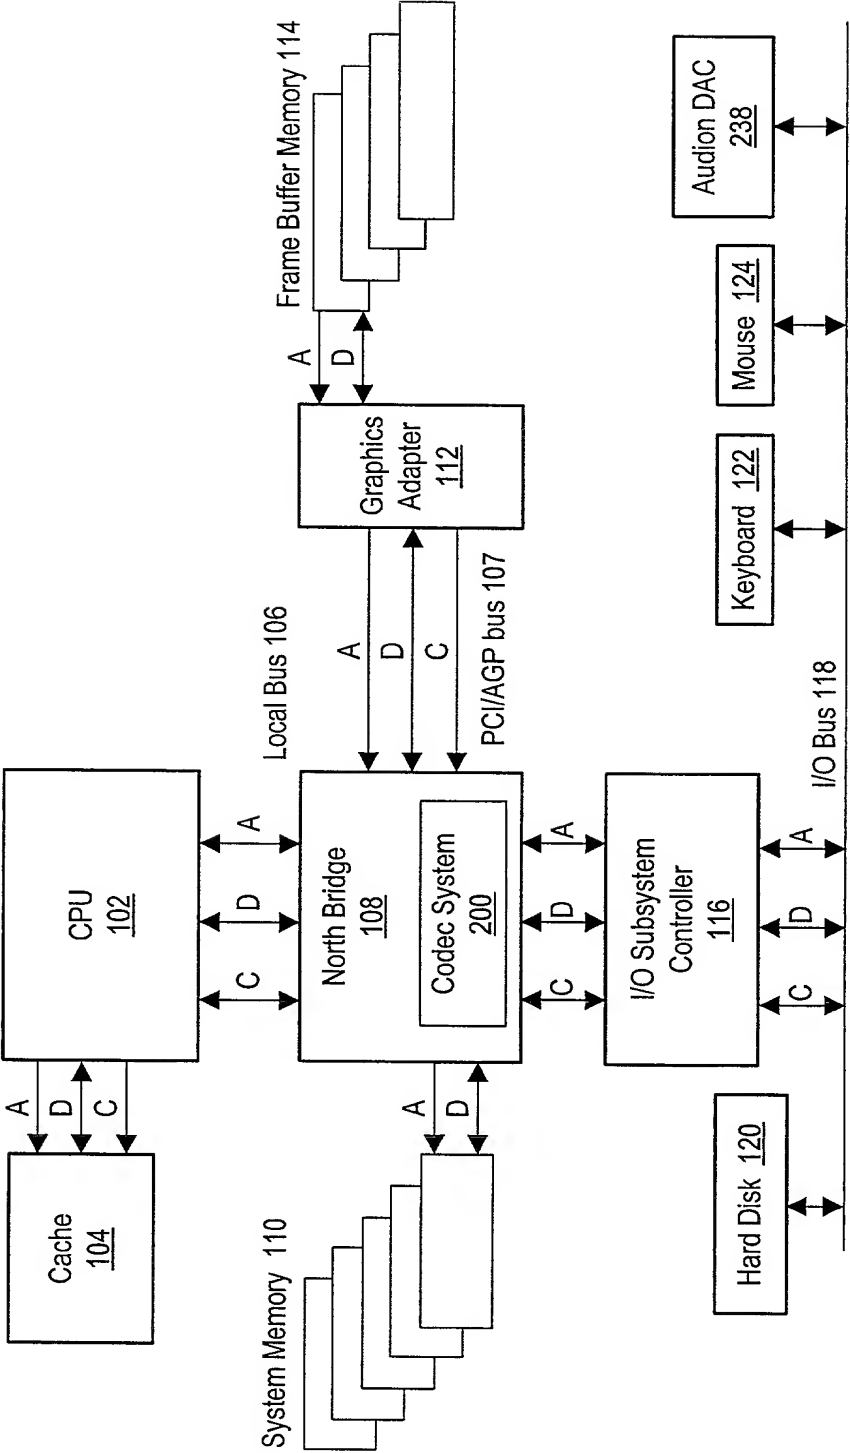 Cache
104
A
D
C
CPU
102
C
D
A
Local Bus 106
System Memory 110
A
D
North Bridge
108
Codec System
200
A
D
C
PCI/AGP bus 107
Graphics
Adapter
112
A
D
Frame Buffer Memory 114
C
D
A
I/O Subsystem
Controller
116
C
D
A
I/O Bus 118
Hard Disk 120
Keyboard 122
Mouse 124
Audion DAC
238